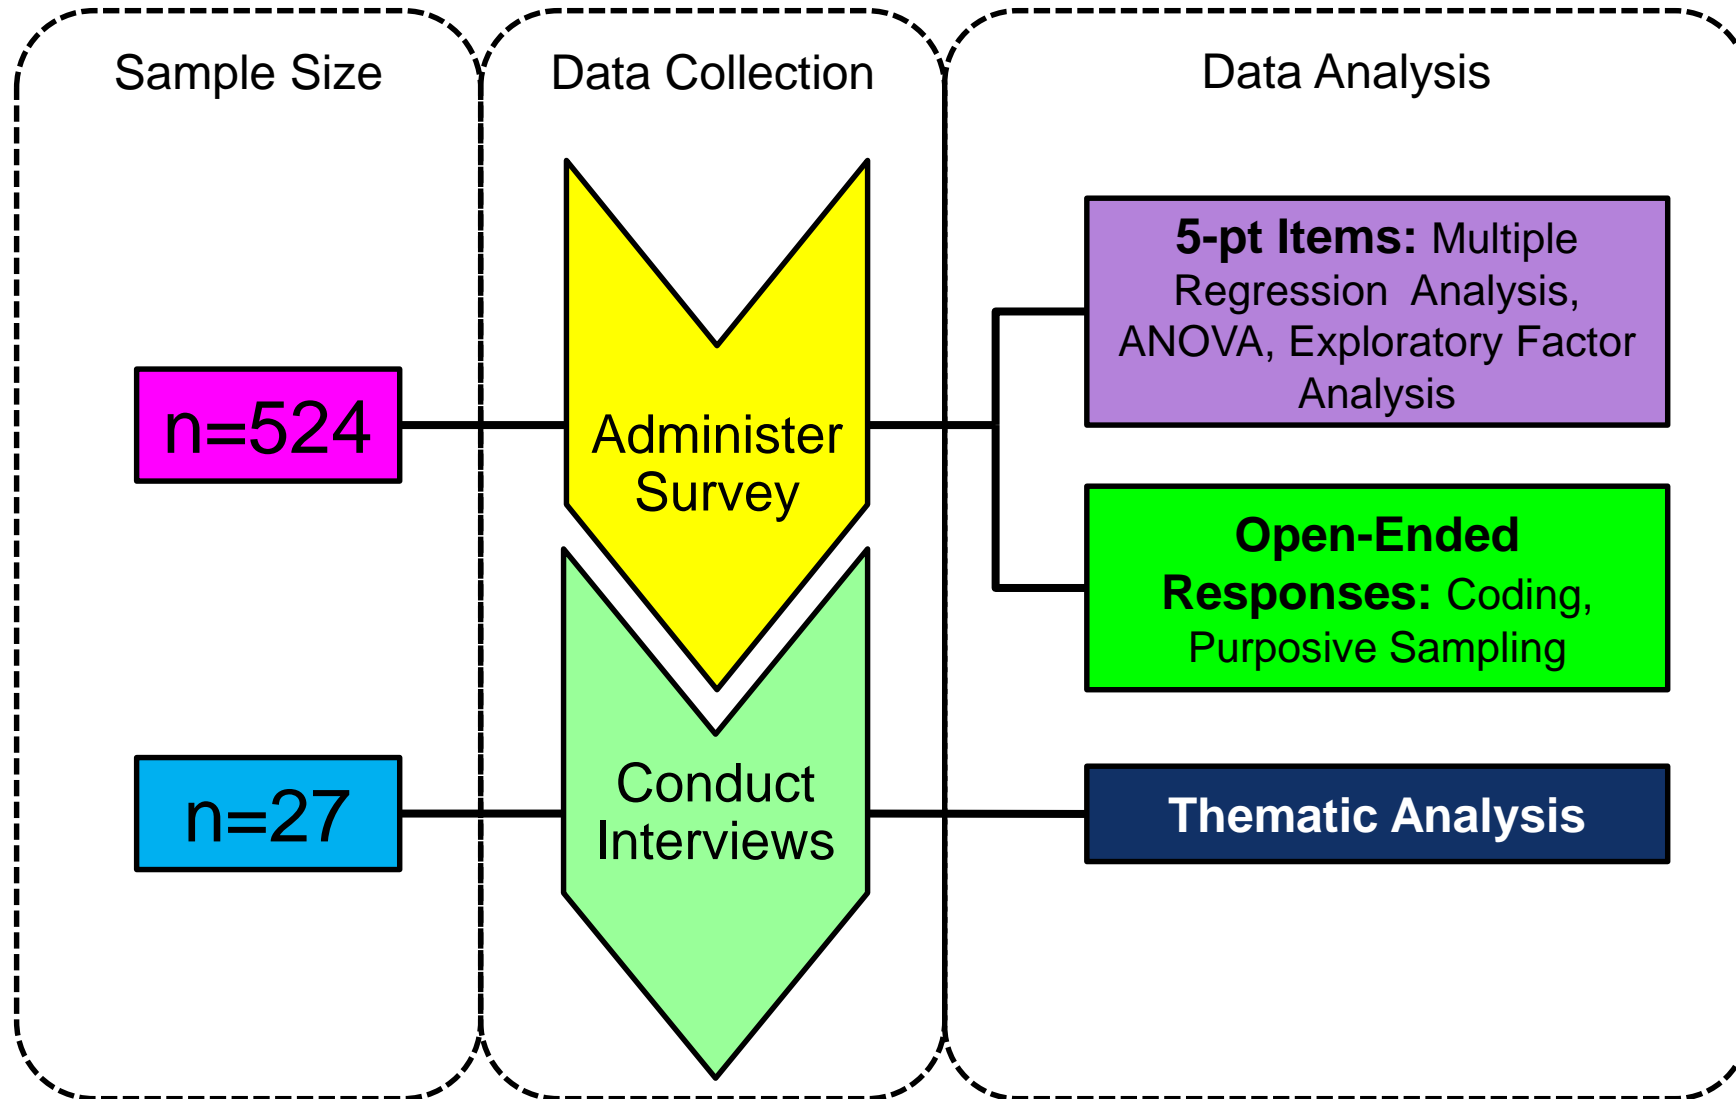 Sample Size
Data Collection
Data Analysis
n=524
Administer
Survey
5-pt Items: Multiple
Regression Analysis,
ANOVA, Exploratory Factor
Analysis
Open-Ended
Responses: Coding,
Purposive Sampling
n=27
Conduct
Interviews
Thematic Analysis